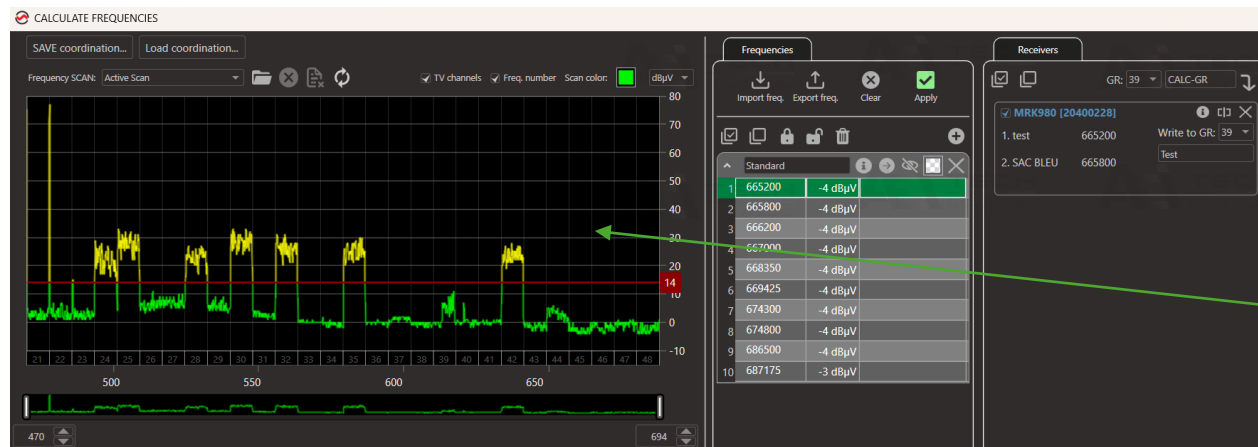 CALCULATE FREQUENCIES
SAVE coordination... Load coordination...
Frequency SCAN: Active Scan
TV channels Freq. number Scan color: dBµV
80
70
60
50
40
30
20
14
10
0
-10
21 22 23 24 25 26 27 28 29 30 31 32 33 34 35 36 37 38 39 40 41 42 43 44 45 46 47 48
500 550 600 650
470 694
Frequencies
Import freq. Export freq. Clear Apply
Standard
1 665200 -4 dBµV
2 665800 -4 dBµV
3 666200 -4 dBµV
4 667000 -4 dBµV
5 668350 -4 dBµV
6 669425 -4 dBµV
7 674300 -4 dBµV
8 674800 -4 dBµV
9 686500 -4 dBµV
10 687175 -3 dBµV
Receivers
GR: 39 CALC-GR
MRK980 [20400228]
1. test 665200 Write to GR: 39
2. SAC BLEU 665800 Test